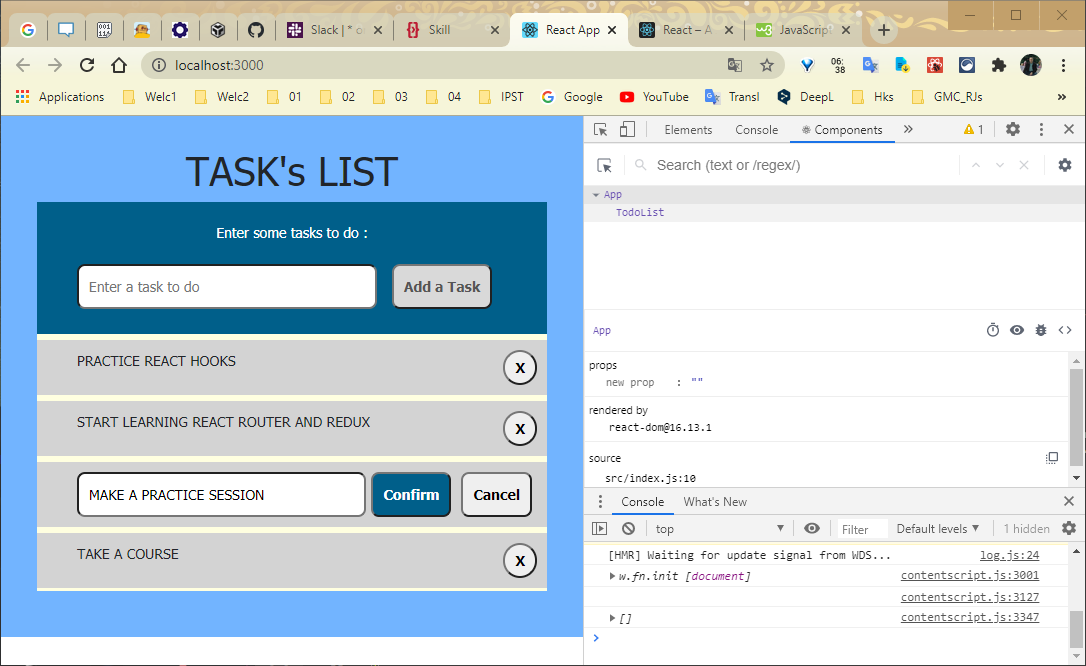 Slack | * o
Skill
React App
React – A
JavaScript
localhost:3000
06:
38
Applications
Welc1
Welc2
01
02
03
04
IPST
Google
YouTube
Transl
DeepL
Hks
GMC_RJs
»
TASK's LIST
Enter some tasks to do :
Enter a task to do
Add a Task
PRACTICE REACT HOOKS
X
START LEARNING REACT ROUTER AND REDUX
X
MAKE A PRACTICE SESSION
Confirm
Cancel
TAKE A COURSE
X
Elements
Console
Components
»
1
Search (text or /regex/)
App
TodoList
App
props
new prop : ""
rendered by
react-dom@16.13.1
source
src/index.js:10
Console
What's New
top
Filter
Default levels
1 hidden
[HMR] Waiting for update signal from WDS... log.js:24
w.fn.init [document] contentscript.js:3001
contentscript.js:3127
[] contentscript.js:3347